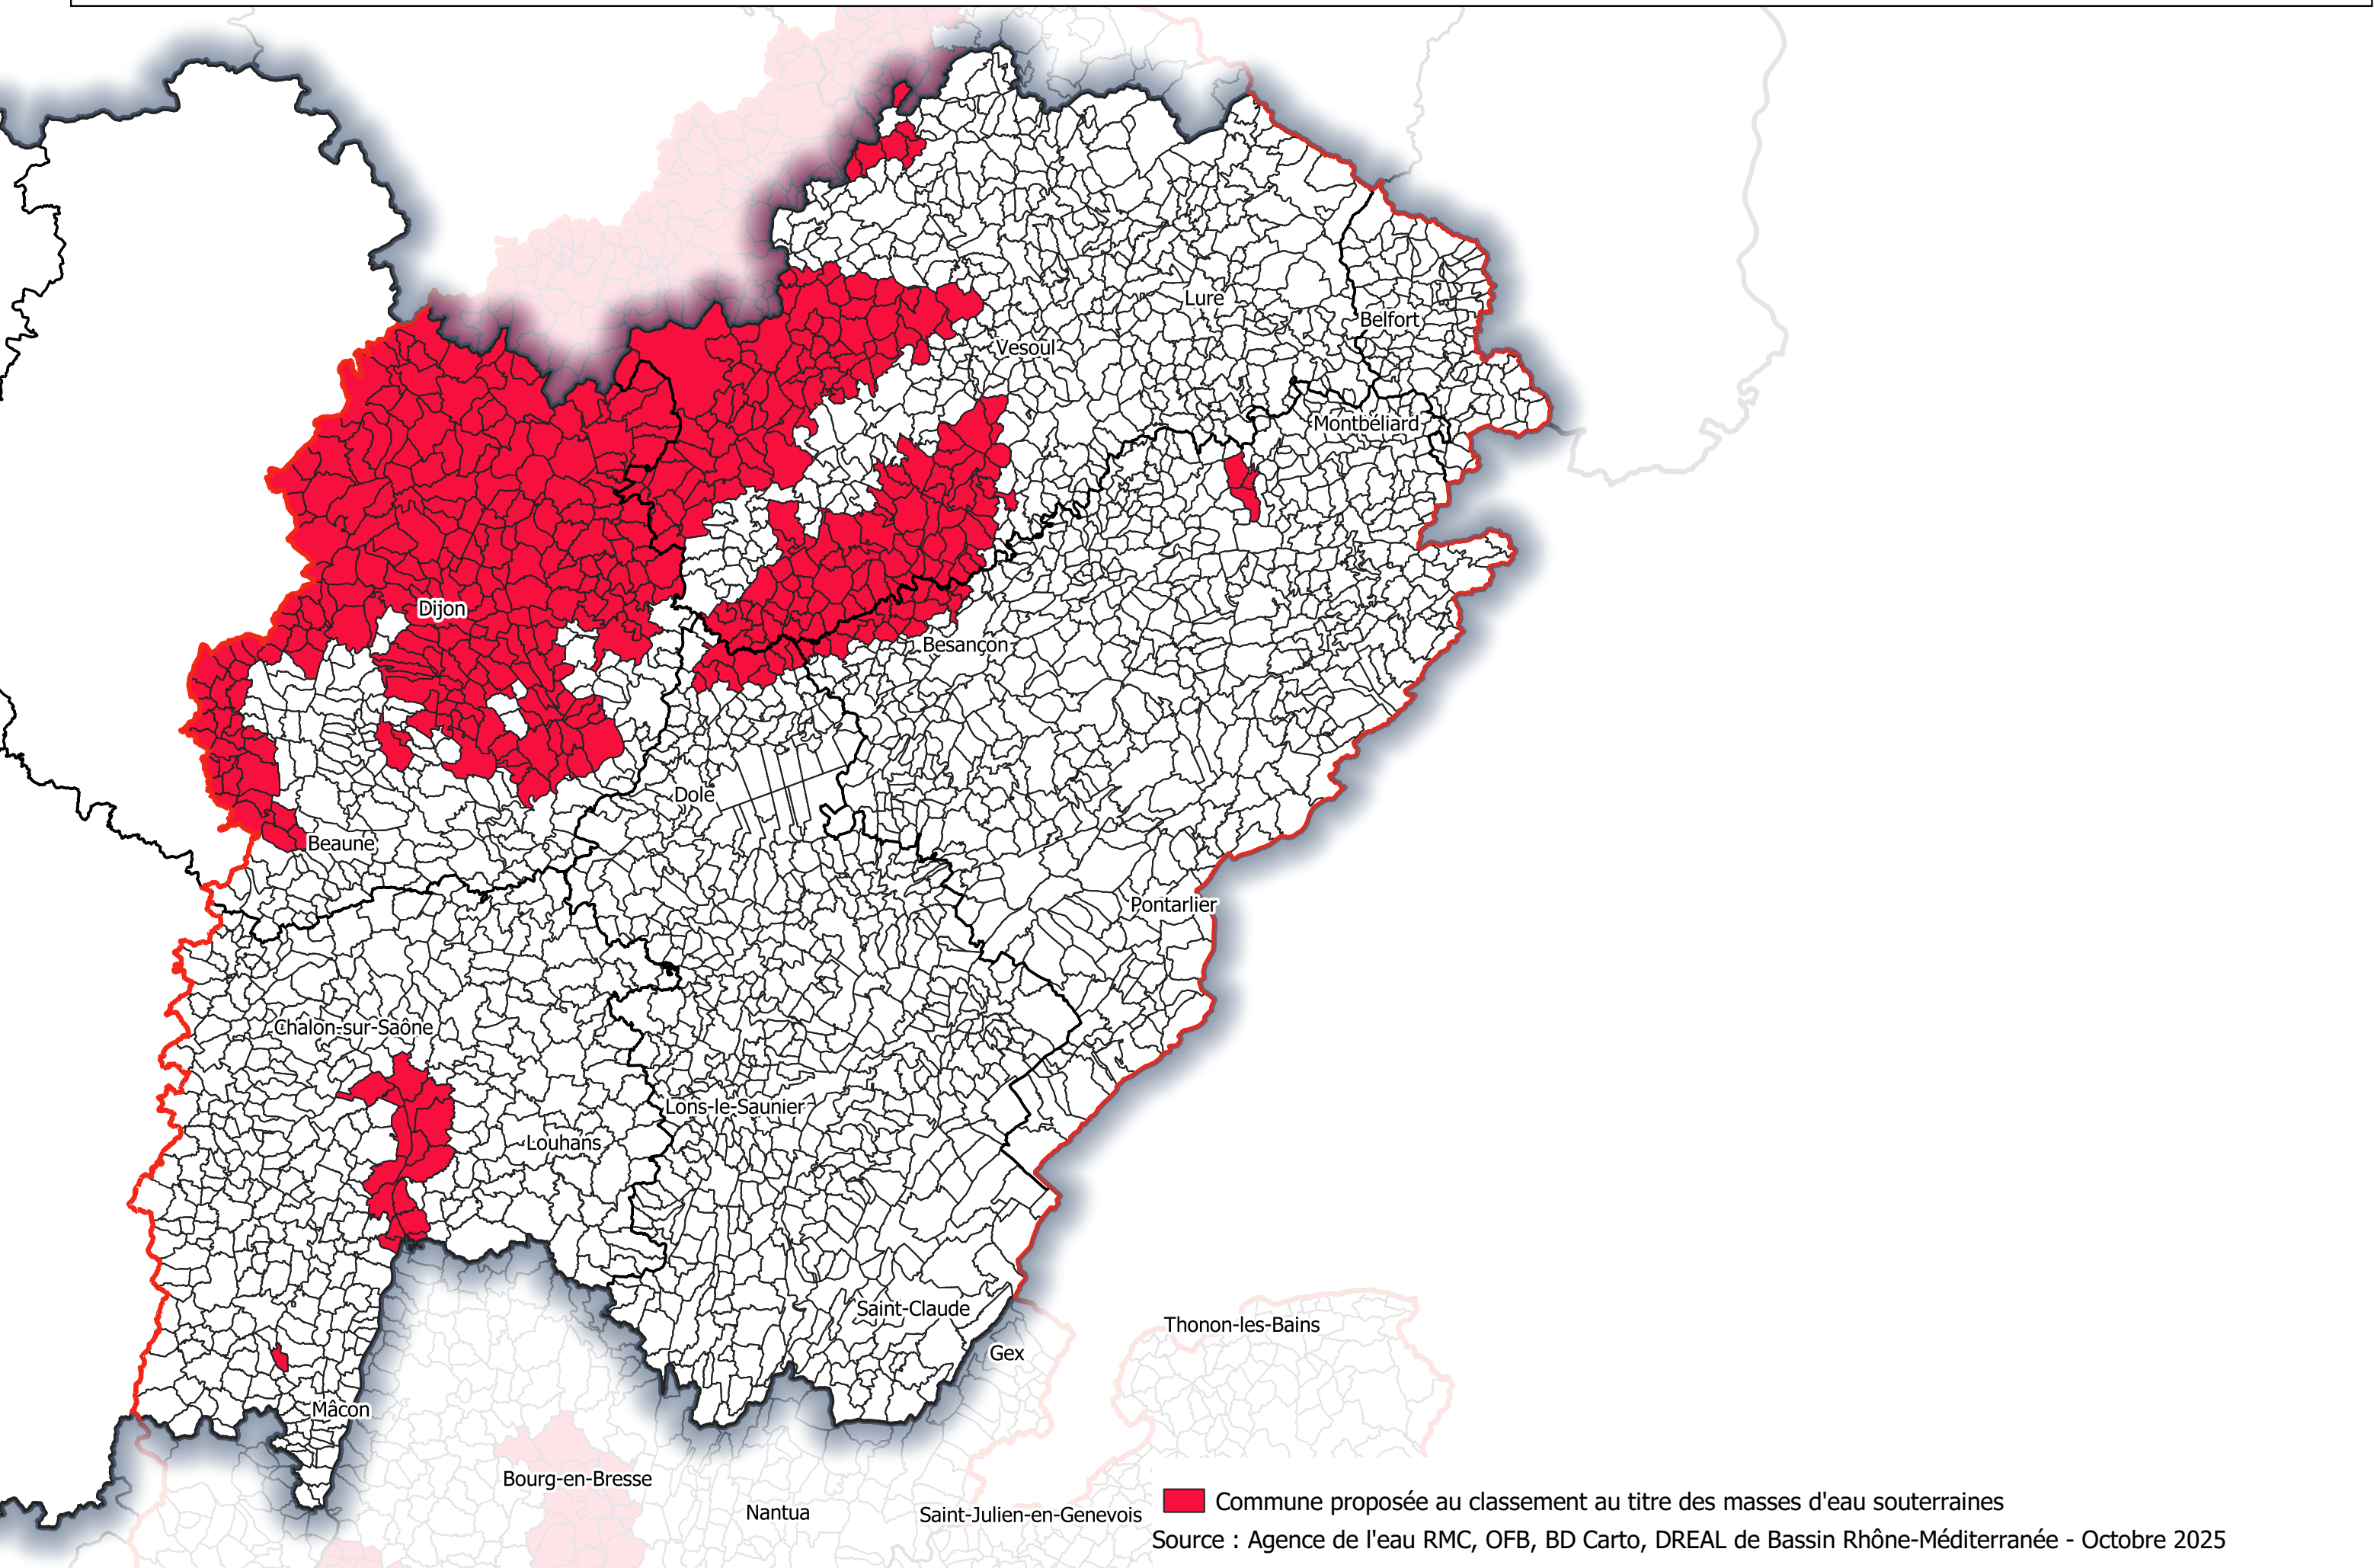 Lure
Belfort
Vesoul
Montbéliard
Dijon
Besançon
Dole
Beaune
Pontarlier
Chalon-sur-Saône
Lons-le-Saunier
Louhans
Saint-Claude
Thonon-les-Bains
Gex
Mâcon
Bourg-en-Bresse
Nantua
Saint-Julien-en-Genevois
Commune proposée au classement au titre des masses d'eau souterraines
Source : Agence de l'eau RMC, OFB, BD Carto, DREAL de Bassin Rhône-Méditerranée - Octobre 2025